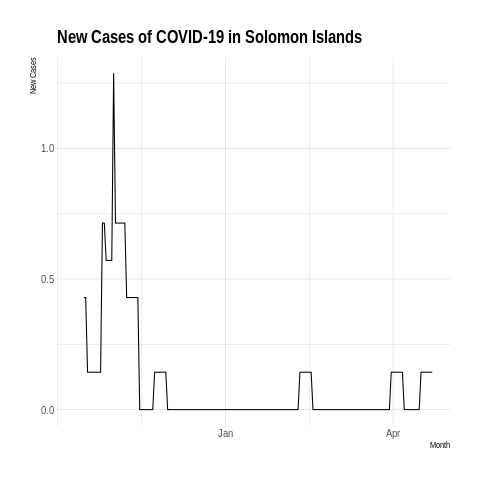 New Cases of COVID-19 in Solomon Islands
New Cases
1.0
0.5
0.0
Jan
Apr
Month